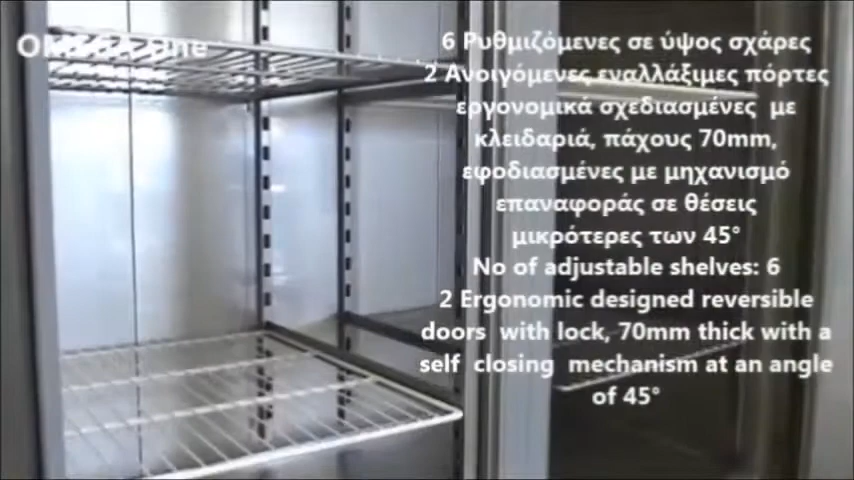 OMEGA One
6 Ρυθμιζόμενες σε ύψος σχάρες
2 Ανοιγόμενες εναλλάξιμες πόρτες
εργονομικά σχεδιασμένες με
κλειδαριά, πάχους 70mm,
εφοδιασμένες με μηχανισμό
επαναφοράς σε θέσεις
μικρότερες των 45°
No of adjustable shelves: 6
2 Ergonomic designed reversible
doors with lock, 70mm thick with a
self closing mechanism at an angle
of 45°